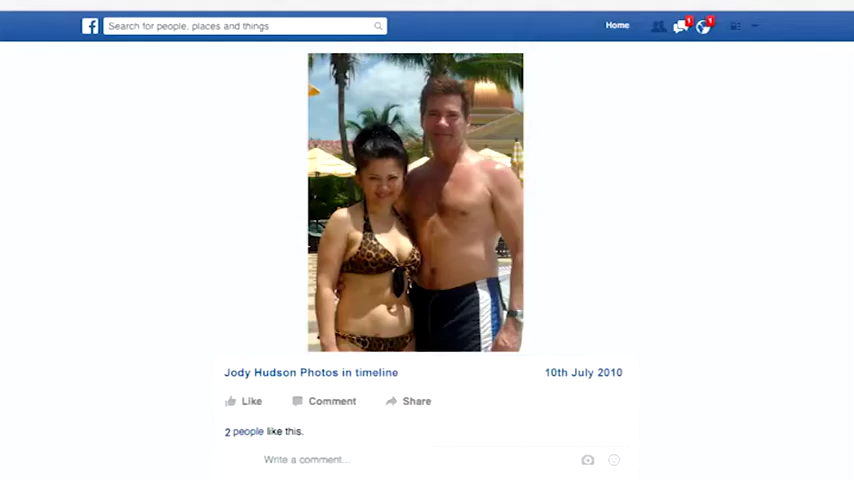 f
Search for people, places and things
Home
1
1
Jody Hudson Photos in timeline
10th July 2010
Like
Comment
Share
2 people like this.
Write a comment...